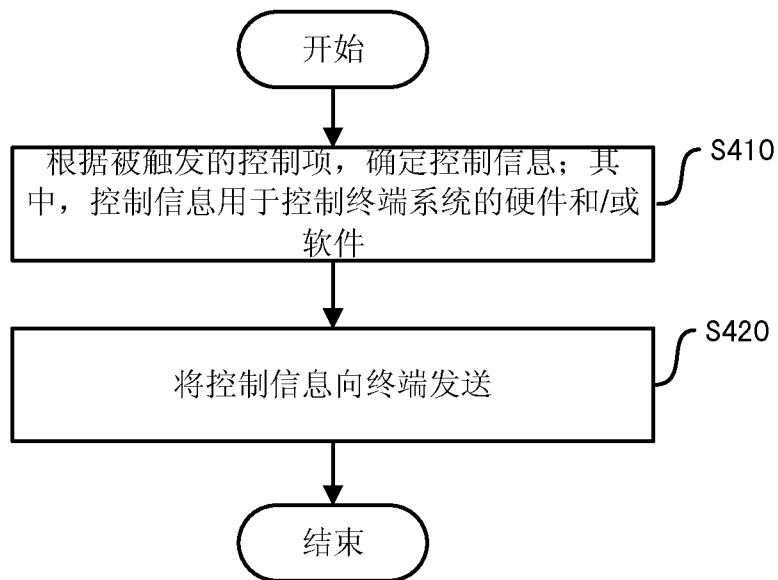 开始
根据被触发的控制项，确定控制信息；其
中，控制信息用于控制终端系统的硬件和/或
软件
S410
将控制信息向终端发送
S420
结束